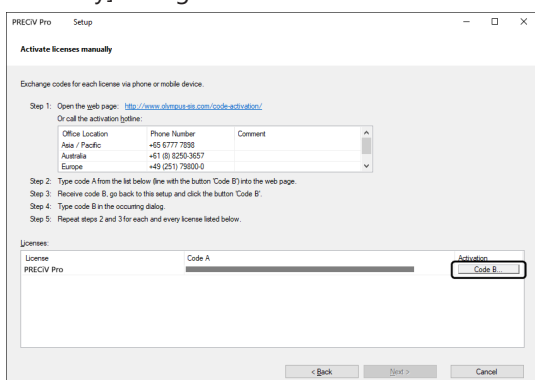 PRECiV Pro Setup
Activate licenses manually
Exchange codes for each license via phone or mobile device.
Step 1: Open the web page: http://www.olympus-sis.com/code-activation/
Or call the activation hotline:
Office Location Phone Number Comment
Asia / Pacific +65 6777 7898
Australia +61 (8) 8250-3657
Europe +49 (251) 79800-0
Step 2: Type code A from the list below (line with the button 'Code B') into the web page.
Step 3: Receive code B, go back to this setup and click the button 'Code B'.
Step 4: Type code B in the occurring dialog.
Step 5: Repeat steps 2 and 3 for each and every license listed below.
Licenses:
License Code A Activation
PRECiV Pro Code B...
< Back Next > Cancel